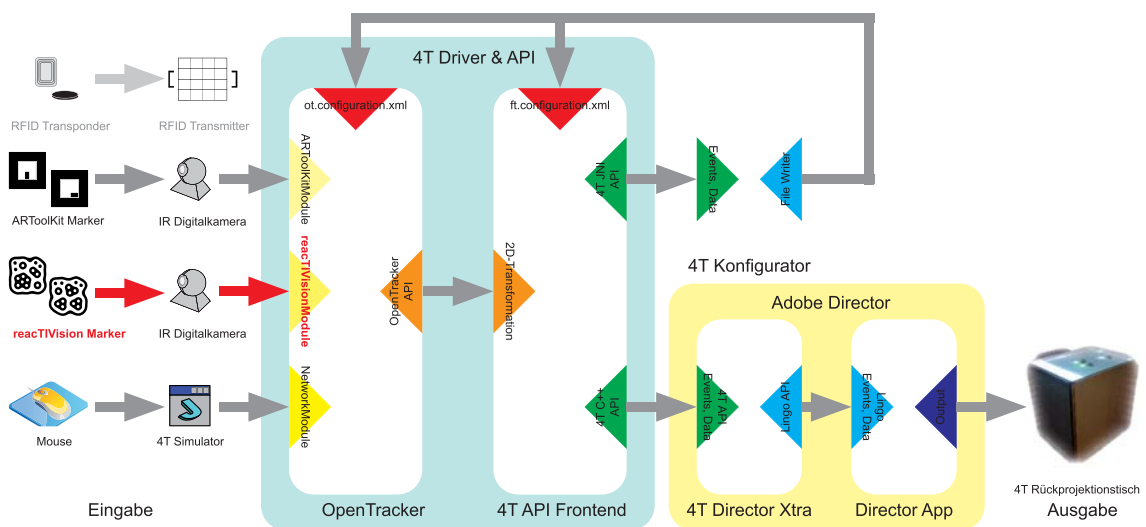 4T Driver & API
ot.configuration.xml
ft.configuration.xml
RFID Transponder
RFID Transmitter
ARToolKitModule
4T JNI
API
Events,
Data
File Writer
ARToolKit Marker
IR Digitalkamera
reacTIVision Marker
IR Digitalkamera
reacTIVisionModule
OpenTracker
API
2D-Transformation
4T Konfigurator
Adobe Director
Mouse
4T Simulator
NetworkModule
4T C++
API
4T API
Events, Data
Lingo API
Lingo
Events, Data
Output
4T Rückprojektionstisch
Eingabe
OpenTracker
4T API Frontend
4T Director Xtra
Director App
Ausgabe